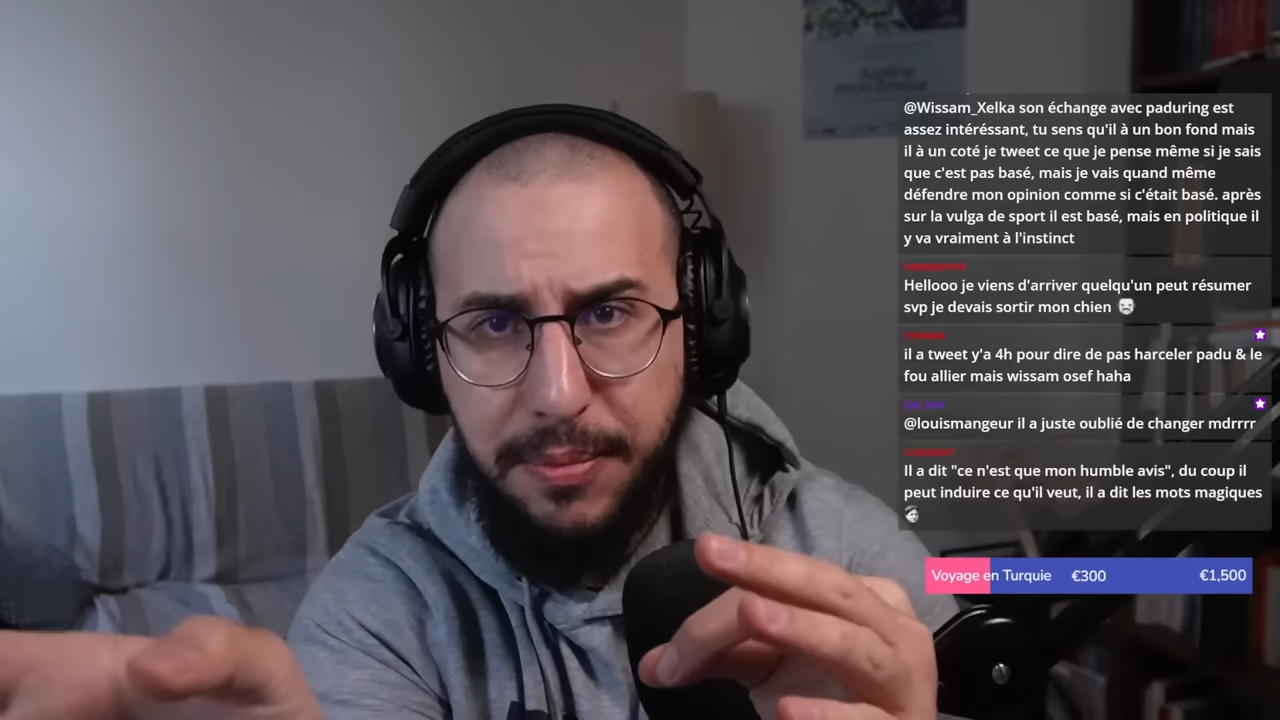 @Wissam_Xelka son échange avec paduring est
assez intéréssant, tu sens qu'il à un bon fond mais
il à un coté je tweet ce que je pense même si je sais
que c'est pas basé, mais je vais quand même
défendre mon opinion comme si c'était basé. après
sur la vulga de sport il est basé, mais en politique il
y va vraiment à l'instinct
Hellooo je viens d'arriver quelqu'un peut résumer
svp je devais sortir mon chien
il a tweet y'a 4h pour dire de pas harceler padu & le
fou allier mais wissam osef haha
@louismangeur il a juste oublié de changer mdrrrr
Il a dit "ce n'est que mon humble avis", du coup il
peut induire ce qu'il veut, il a dit les mots magiques
Voyage en Turquie €300 €1,500